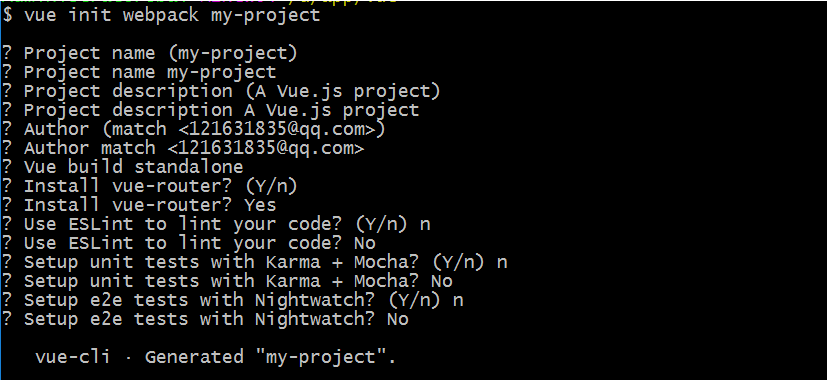 $ vue init webpack my-project
? Project name (my-project)
? Project name my-project
? Project description (A Vue.js project)
? Project description A Vue.js project
? Author (match <121631835@qq.com>)
? Author match <121631835@qq.com>
? Vue build standalone
? Install vue-router? (Y/n)
? Install vue-router? Yes
? Use ESLint to lint your code? (Y/n) n
? Use ESLint to lint your code? No
? Setup unit tests with Karma + Mocha? (Y/n) n
? Setup unit tests with Karma + Mocha? No
? Setup e2e tests with Nightwatch? (Y/n) n
? Setup e2e tests with Nightwatch? No
vue-cli · Generated "my-project".